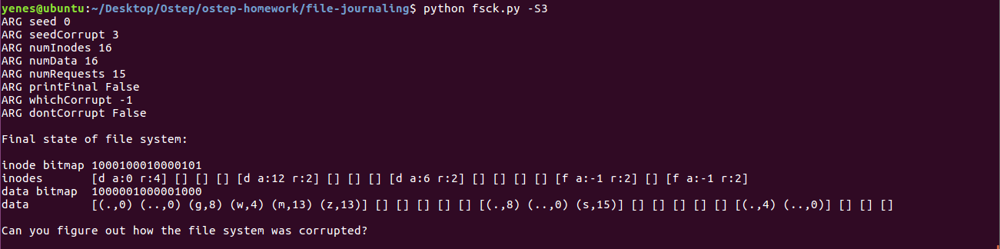 yenes@ubuntu:~/Desktop/Ostep/ostep-homework/file-journaling$ python fsck.py -S3
ARG seed 0
ARG seedCorrupt 3
ARG numInodes 16
ARG numData 16
ARG numRequests 15
ARG printFinal False
ARG whichCorrupt -1
ARG dontCorrupt False
Final state of file system:
inode bitmap 1000100010000101
inodes [d a:0 r:4] [] [] [] [d a:12 r:2] [] [] [] [d a:6 r:2] [] [] [] [] [f a:-1 r:2] [] [f a:-1 r:2]
data bitmap 1000001000001000
data [(.,0) (..,0) (g,8) (w,4) (m,13) (z,13)] [] [] [] [] [] [(.,8) (..,0) (s,15)] [] [] [] [] [] [(.,4) (..,0)] [] [] []
Can you figure out how the file system was corrupted?